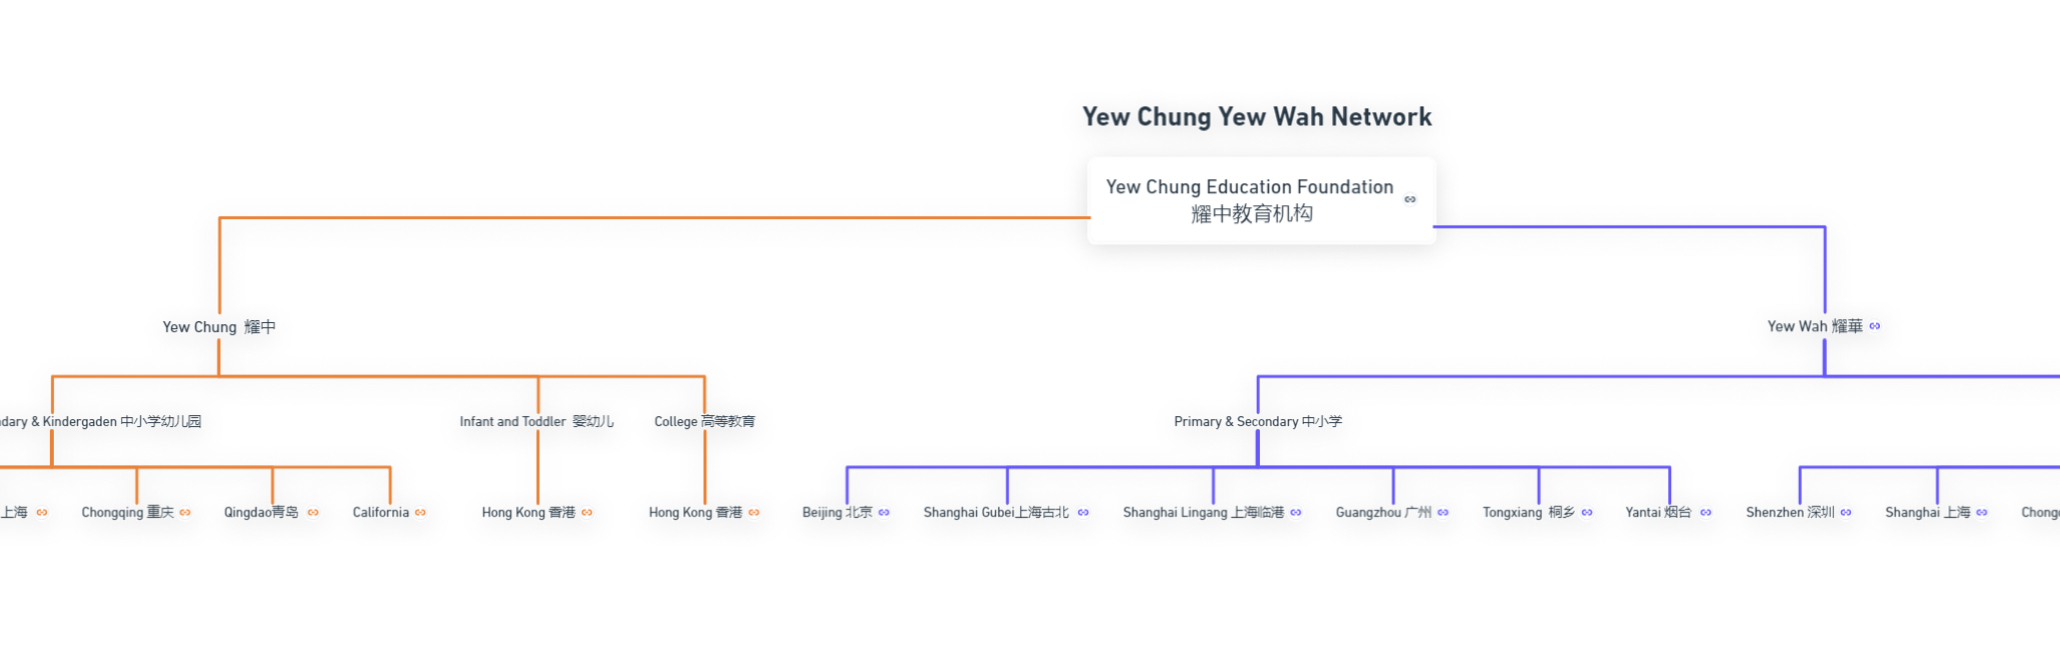 Yew Chung Yew Wah Network
Yew Chung Education Foundation
耀中教育机构
Yew Chung 耀中
Yew Wah 耀華
dary & Kindergaden 中小学幼儿园
Infant and Toddler 婴幼儿
College 高等教育
Primary & Secondary 中小学
上海
Chongqing 重庆
Qingdao青岛
California
Hong Kong 香港
Hong Kong 香港
Beijing 北京
Shanghai Gubei上海古北
Shanghai Lingang 上海临港
Guangzhou 广州
Tongxiang 桐乡
Yantai 烟台
Shenzhen 深圳
Shanghai 上海
Chong